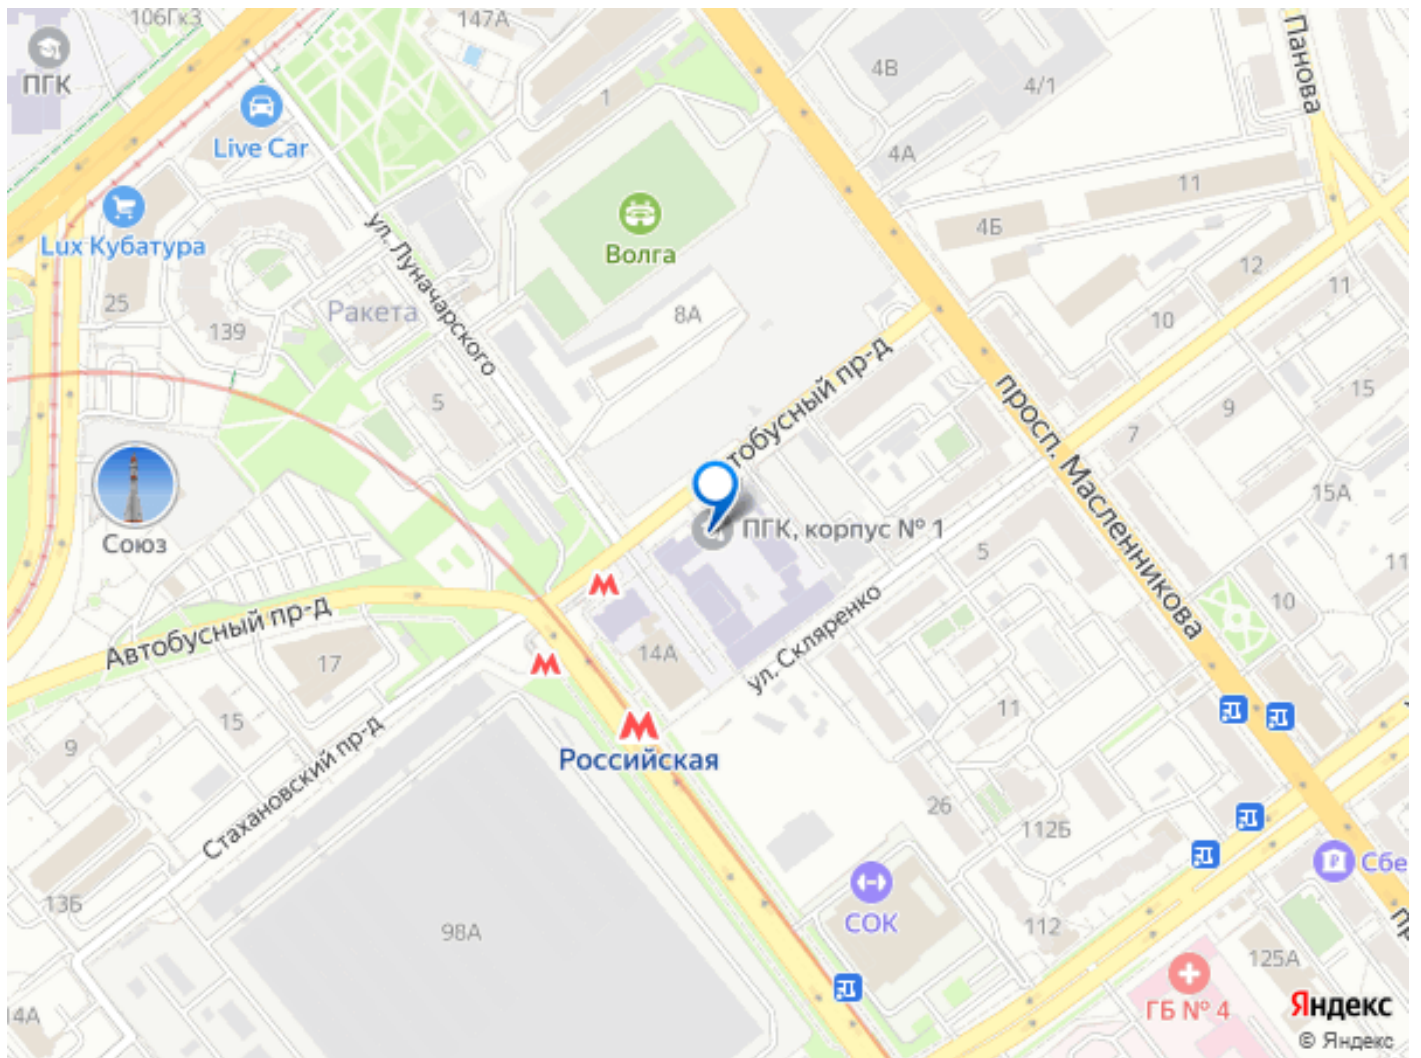 106Гк3
147А
ПГК
Live Car
Lux Кубатура
25
139
Ракета
ул. Луначарского
5
1
Волга
8А
4В
4/1
4А
4Б
11
Панова
12
11
10
15
9
7
15А
Автобусный пр-д
просп. Масленникова
ПГК, корпус № 1
Союз
5
10
Автобусный пр-д
17
14А
ул. Скляренко
15
9
11
Российская
Стахановский пр-д
26
112Б
13Б
98А
СОК
112
125А
ГБ № 4
14А
Яндекс
© Яндекс